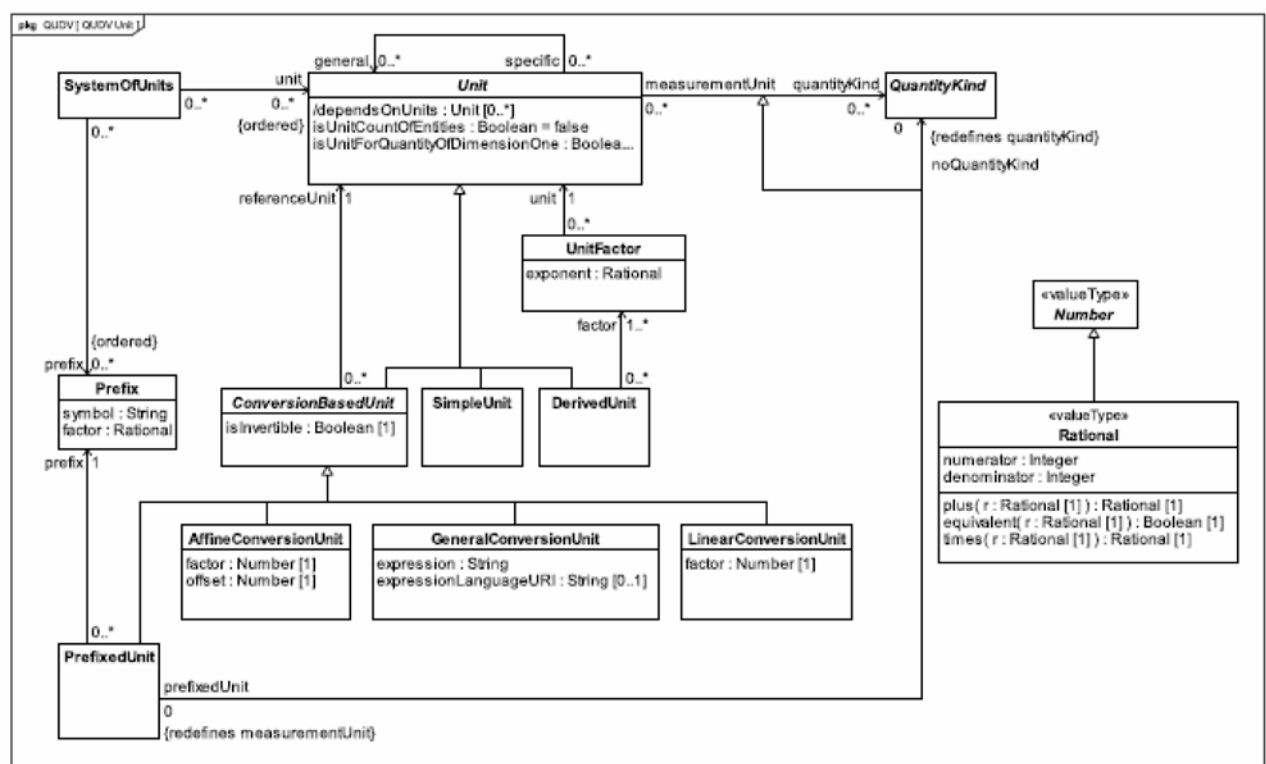 pkg QUDV [ QUDV Unit ]
general 0..*
specific 0..*
SystemOfUnits
unit
0..*
0..*
{ordered}
Unit
/dependsOnUnits : Unit [0..*]
isUnitCountOfEntities : Boolean = false
isUnitForQuantityOfDimensionOne : Boolea...
measurementUnit
0..*
quantityKind
0..*
QuantityKind
0
{redefines quantityKind}
noQuantityKind
0..*
referenceUnit 1
unit 1
0..*
UnitFactor
exponent : Rational
factor 1..*
«valueType»
Number
{ordered}
prefix 0..*
Prefix
symbol : String
factor : Rational
prefix 1
0..*
ConversionBasedUnit
isInvertible : Boolean [1]
SimpleUnit
0..*
DerivedUnit
«valueType»
Rational
numerator : Integer
denominator : Integer
plus( r : Rational [1] ) : Rational [1]
equivalent( r : Rational [1] ) : Boolean [1]
times( r : Rational [1] ) : Rational [1]
AffineConversionUnit
factor : Number [1]
offset : Number [1]
GeneralConversionUnit
expression : String
expressionLanguageURI : String [0..1]
LinearConversionUnit
factor : Number [1]
0..*
PrefixedUnit
prefixedUnit
0
{redefines measurementUnit}